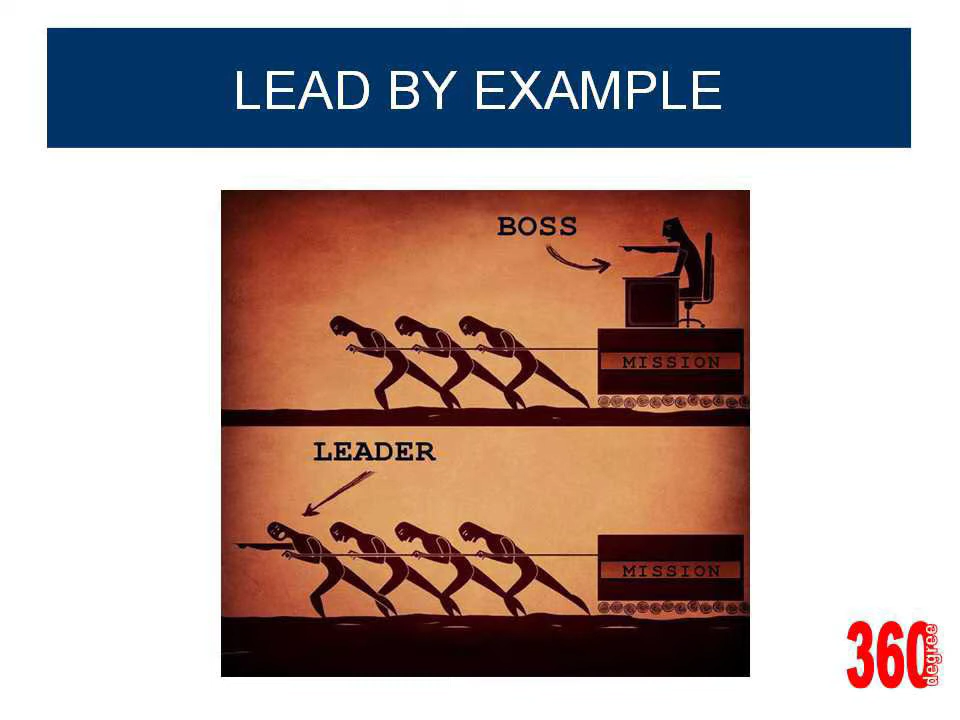 LEAD BY EXAMPLE
BOSS
MISSION
LEADER
MISSION
360
degree